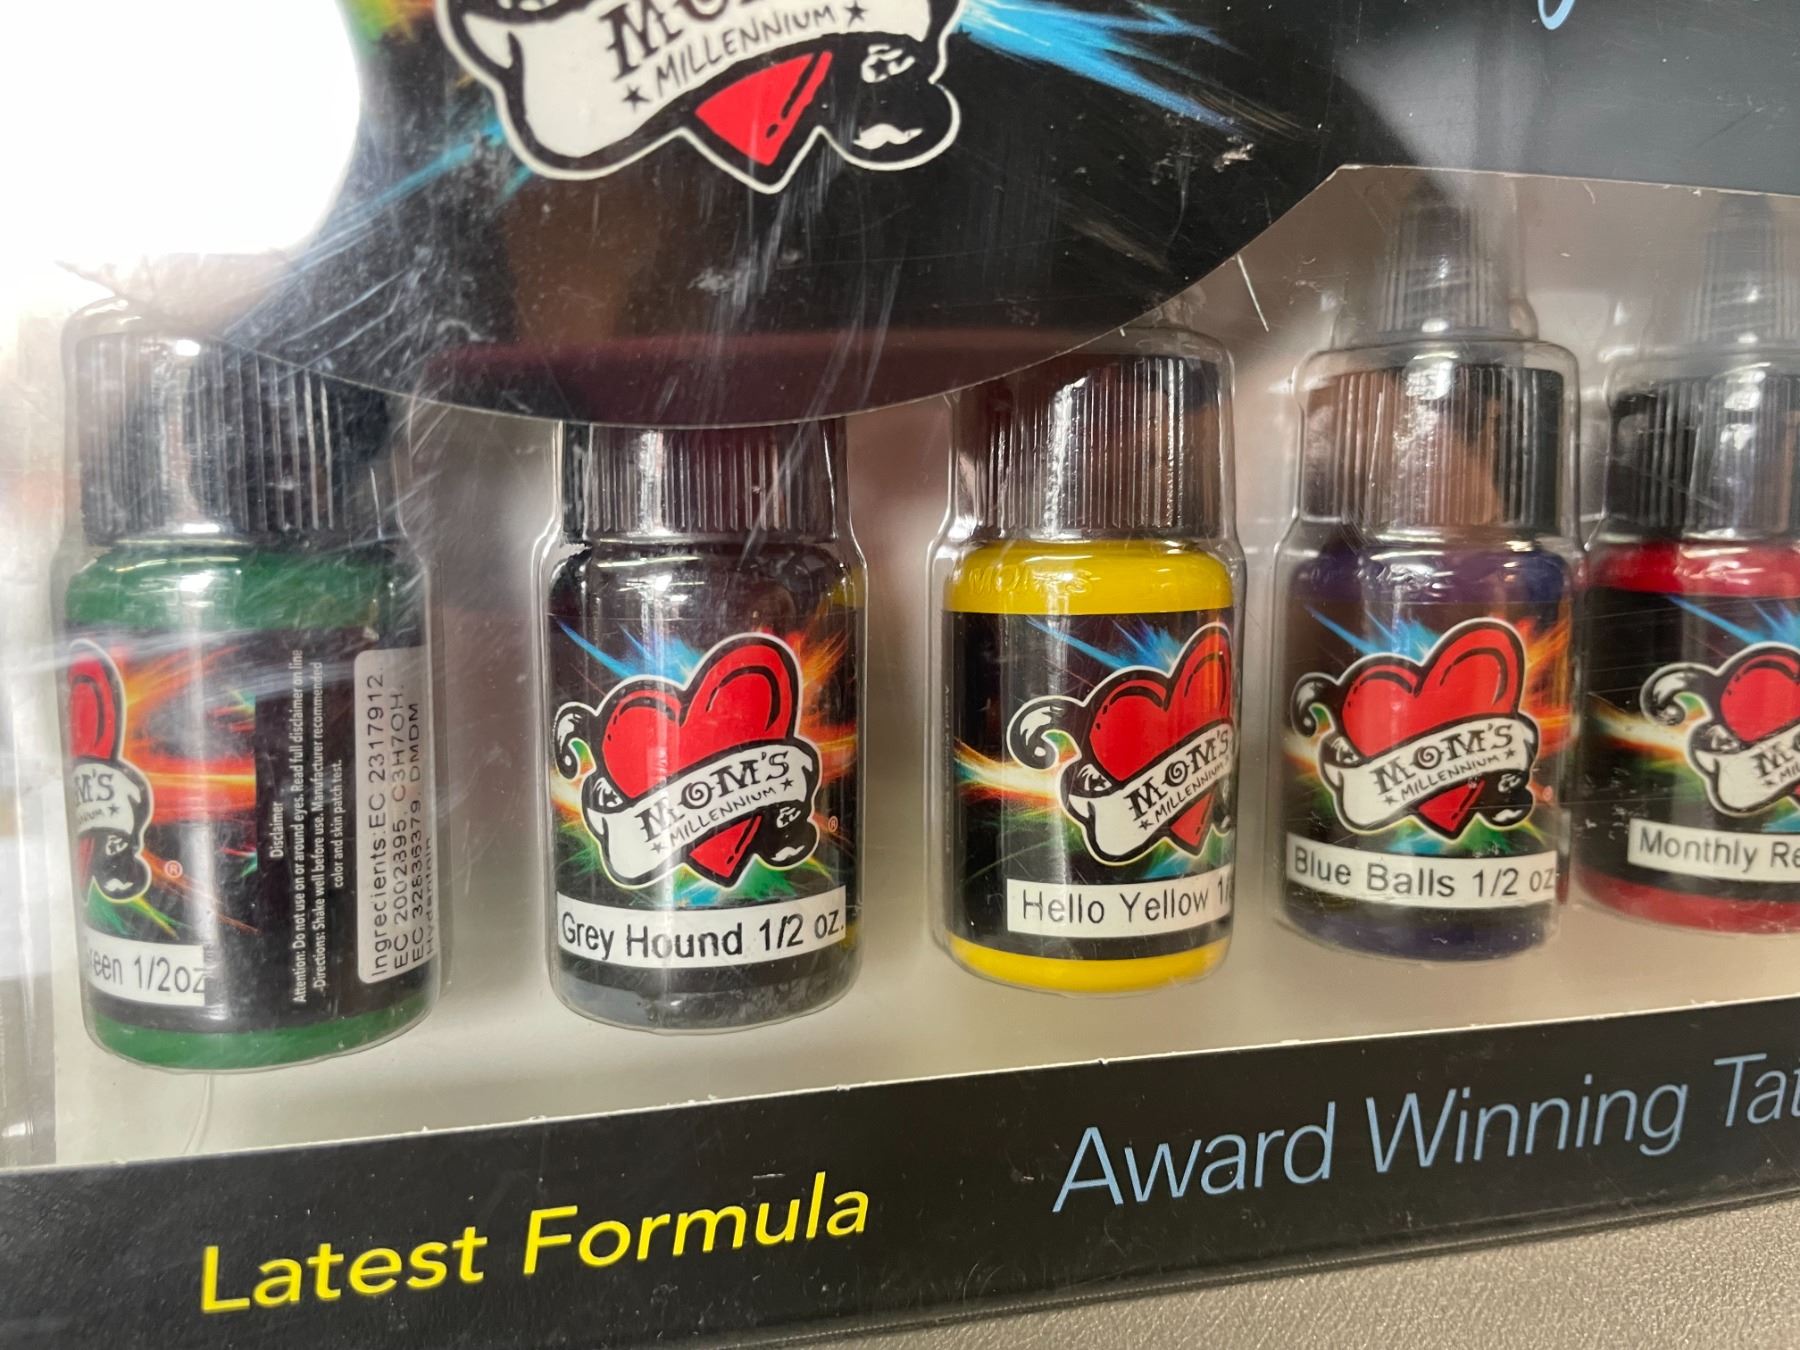 MILLENNIUM
MOM'S
MILLENNIUM
MOM'S
MILLENNIUM
MOM'S
MILLENNIUM
Grey Hound 1/2 oz.
Hello Yellow
Blue Balls 1/2 oz
Monthly
1/2oz
Disclaimer
Attention: Do not use on or around eyes. Read full disclaimer on line
-Directions: Shake well before use. Manufacturer recommended
color and skin patch test.
Ingrecients:EC 2317912.
EC 2002395. C3H7OH.
EC 32836379. DMDM
Hydantoin
Latest Formula
Award Winning